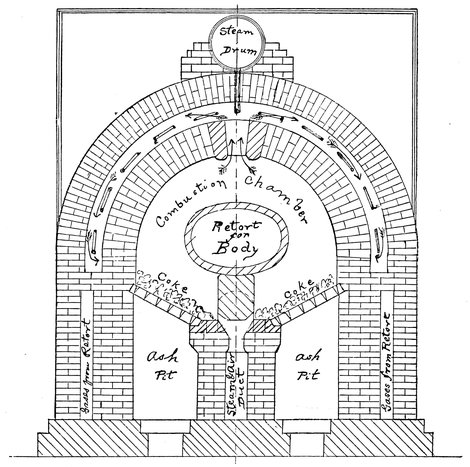 Steam
Drum
Combustion Chamber
Retort
for
Body
Coke
Coke
Gases from Retort
Ash
Pit
Steam & Air
Duct
Ash
Pit
Gases from Retort